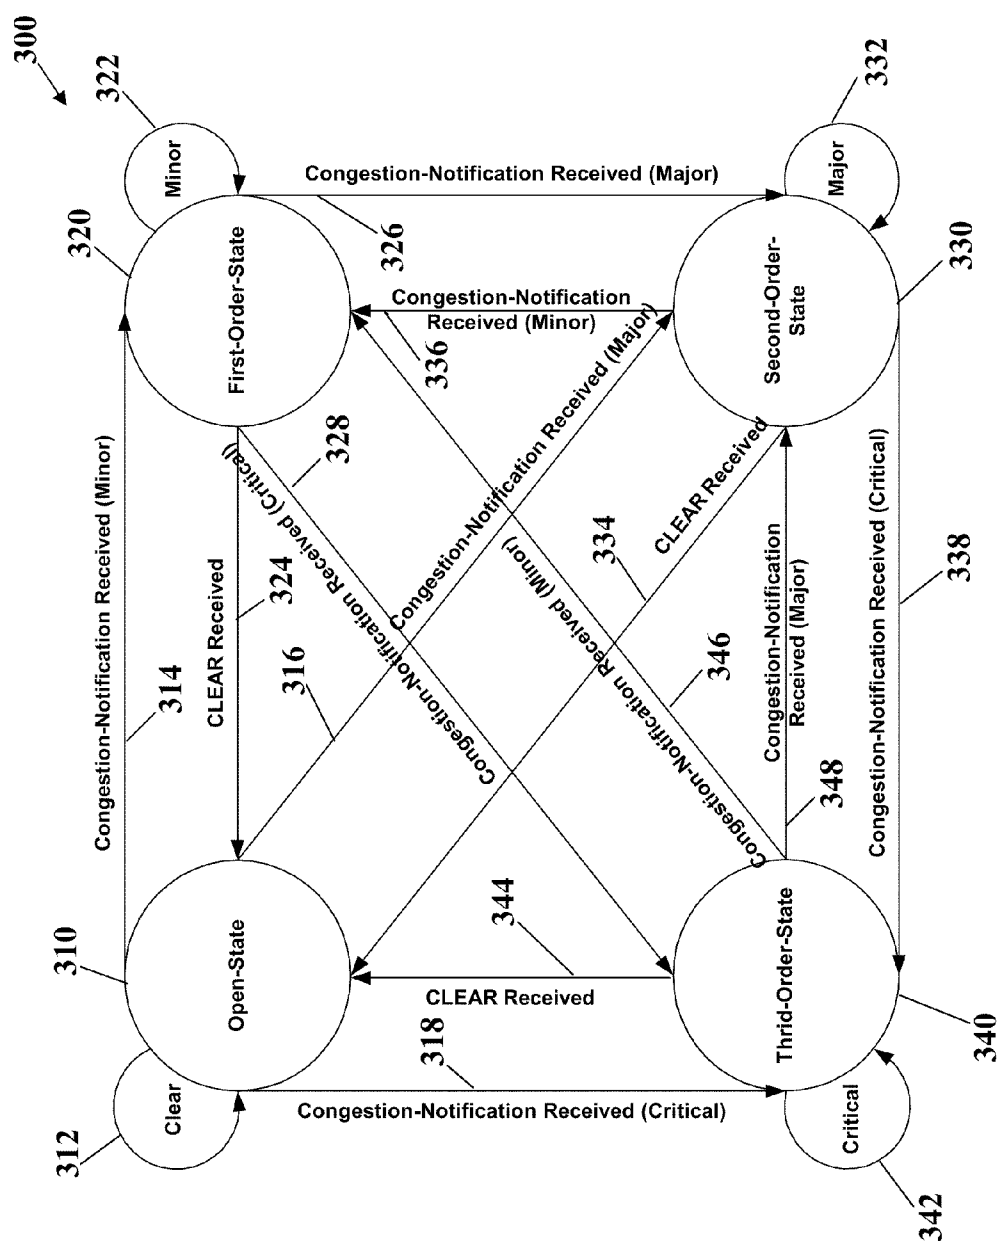 300
322
Minor
320
First-Order-State
Congestion-Notification Received (Major)
326
332
Major
330
Second-Order-
State
Congestion-Notification
Received (Minor)
336
Congestion-Notification Received (Minor)
314
CLEAR Received
324
328
Congestion-Notification Received (Critical)
316
Congestion-Notification Received (Major)
334
CLEAR Received
346
Congestion-Notification Received (Minor)
Congestion-Notification
Received (Major)
348
Congestion-Notification Received (Critical)
338
310
Open-State
312
Clear
344
CLEAR Received
318
Congestion-Notification Received (Critical)
Thrid-Order-State
340
Critical
342